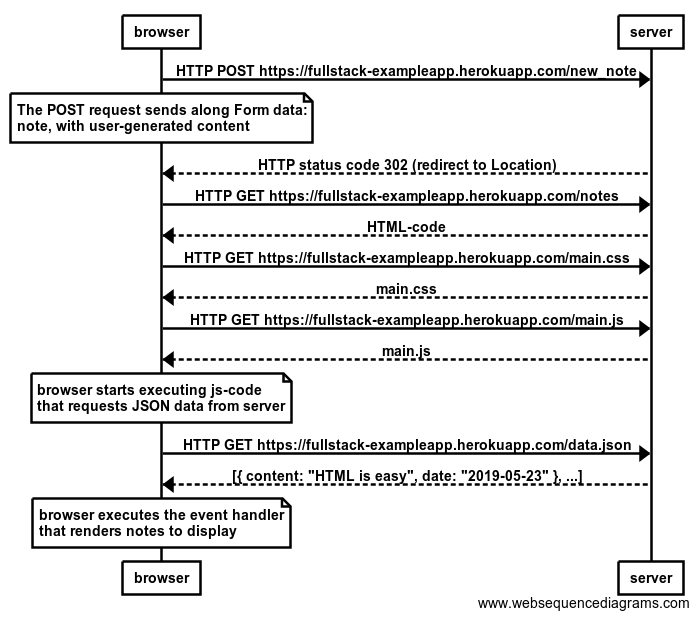 browser
server
HTTP POST https://fullstack-exampleapp.herokuapp.com/new_note
The POST request sends along Form data:
note, with user-generated content
HTTP status code 302 (redirect to Location)
HTTP GET https://fullstack-exampleapp.herokuapp.com/notes
HTML-code
HTTP GET https://fullstack-exampleapp.herokuapp.com/main.css
main.css
HTTP GET https://fullstack-exampleapp.herokuapp.com/main.js
main.js
browser starts executing js-code
that requests JSON data from server
HTTP GET https://fullstack-exampleapp.herokuapp.com/data.json
[{ content: "HTML is easy", date: "2019-05-23" }, ...]
browser executes the event handler
that renders notes to display
browser
server
www.websequencediagrams.com